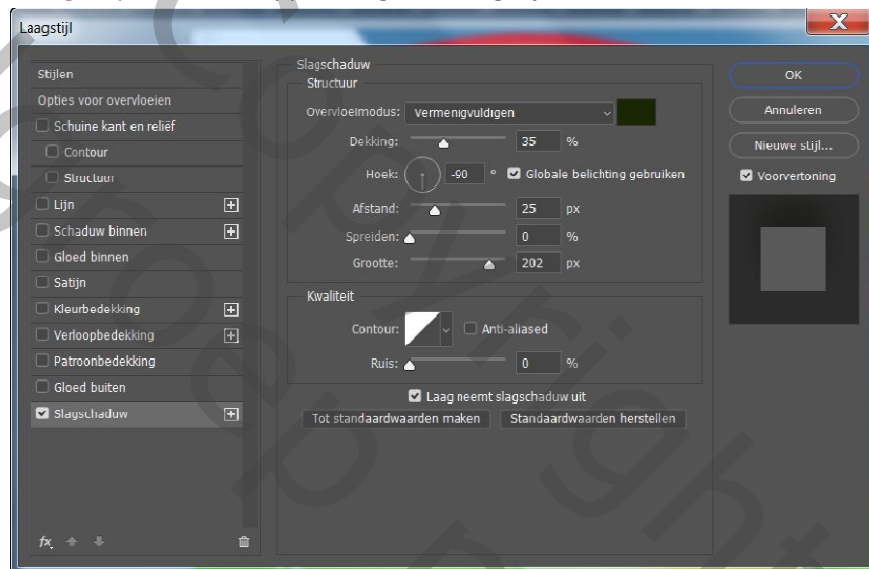 Laagstijl
X
Stijlen
Opties voor overvloeien
Schuine kant en reliëf
Contour
Structuur
Lijn
Schaduw binnen
Gloed binnen
Satijn
Kleurbedekking
Verloopbedekking
Patroonbedekking
Gloed buiten
Slagschaduw
fx
Slagschaduw
Structuur
Overvloeimodus: Vermenigvuldigen
Dekking: 35 %
Hoek: -90 ° Globale belichting gebruiken
Afstand: 25 px
Spreiden: 0 %
Grootte: 202 px
Kwaliteit
Contour: Anti-aliased
Ruis: 0 %
Laag neemt slagschaduw uit
Tot standaardwaarden maken Standaardwaarden herstellen
OK
Annuleren
Nieuwe stijl...
Voorvertoning
Copyright